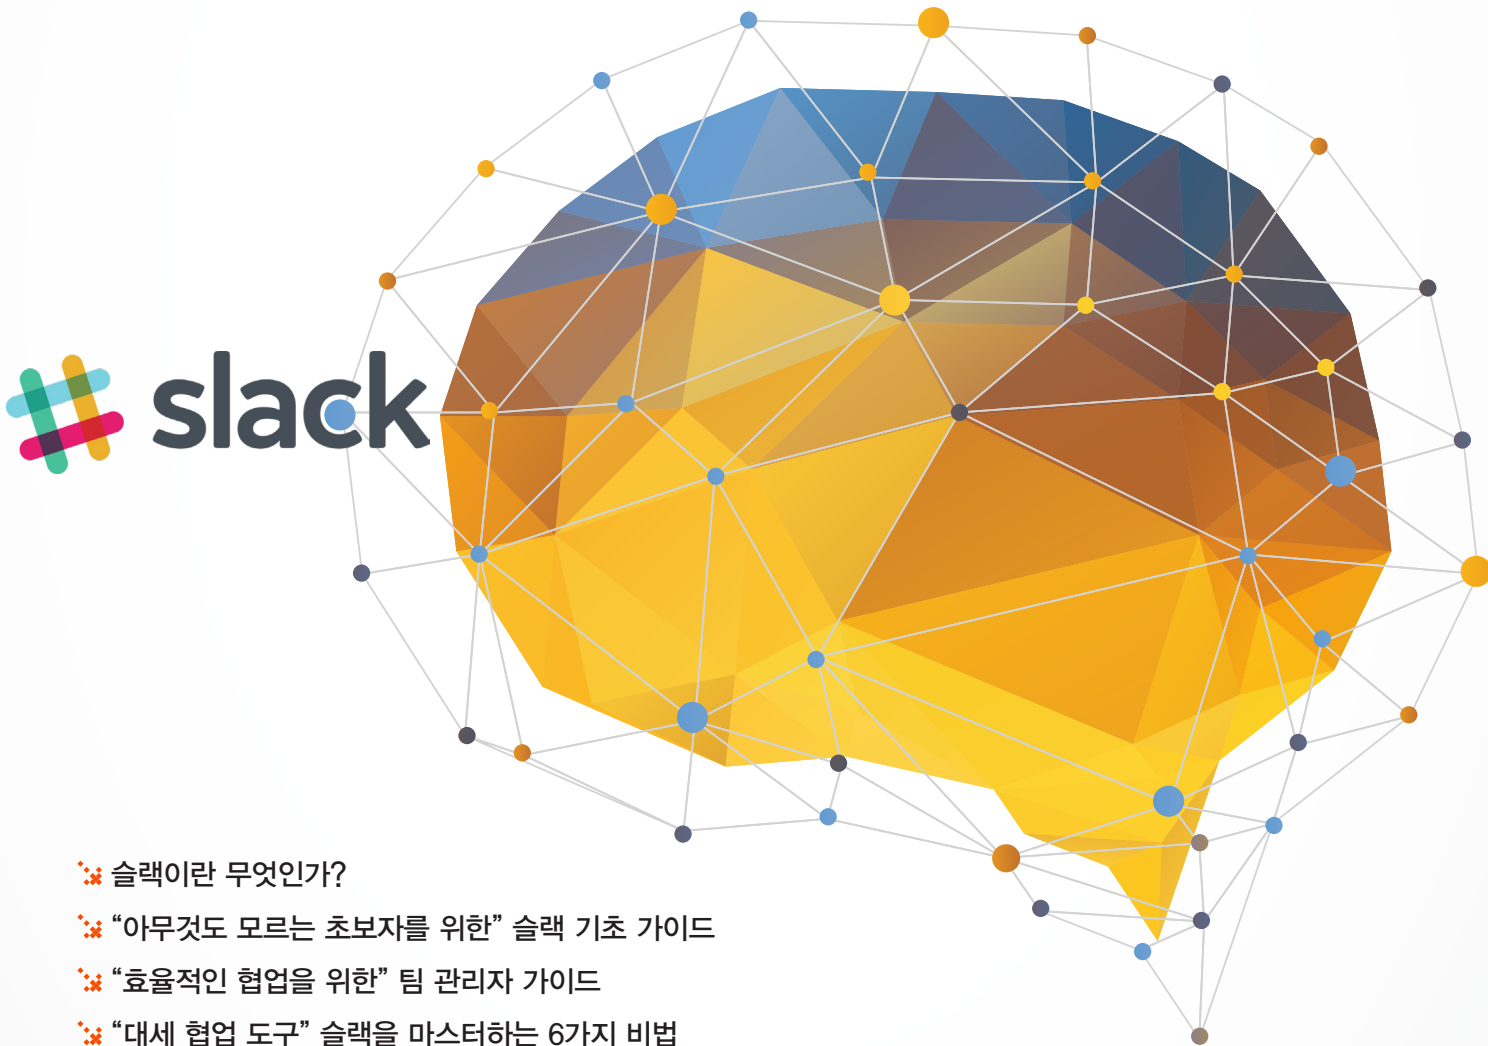 slack
슬랙이란 무엇인가?
“아무것도 모르는 초보자를 위한” 슬랙 기초 가이드
“효율적인 협업을 위한” 팀 관리자 가이드
“대세 협업 도구” 슬랙을 마스터하는 6가지 비법